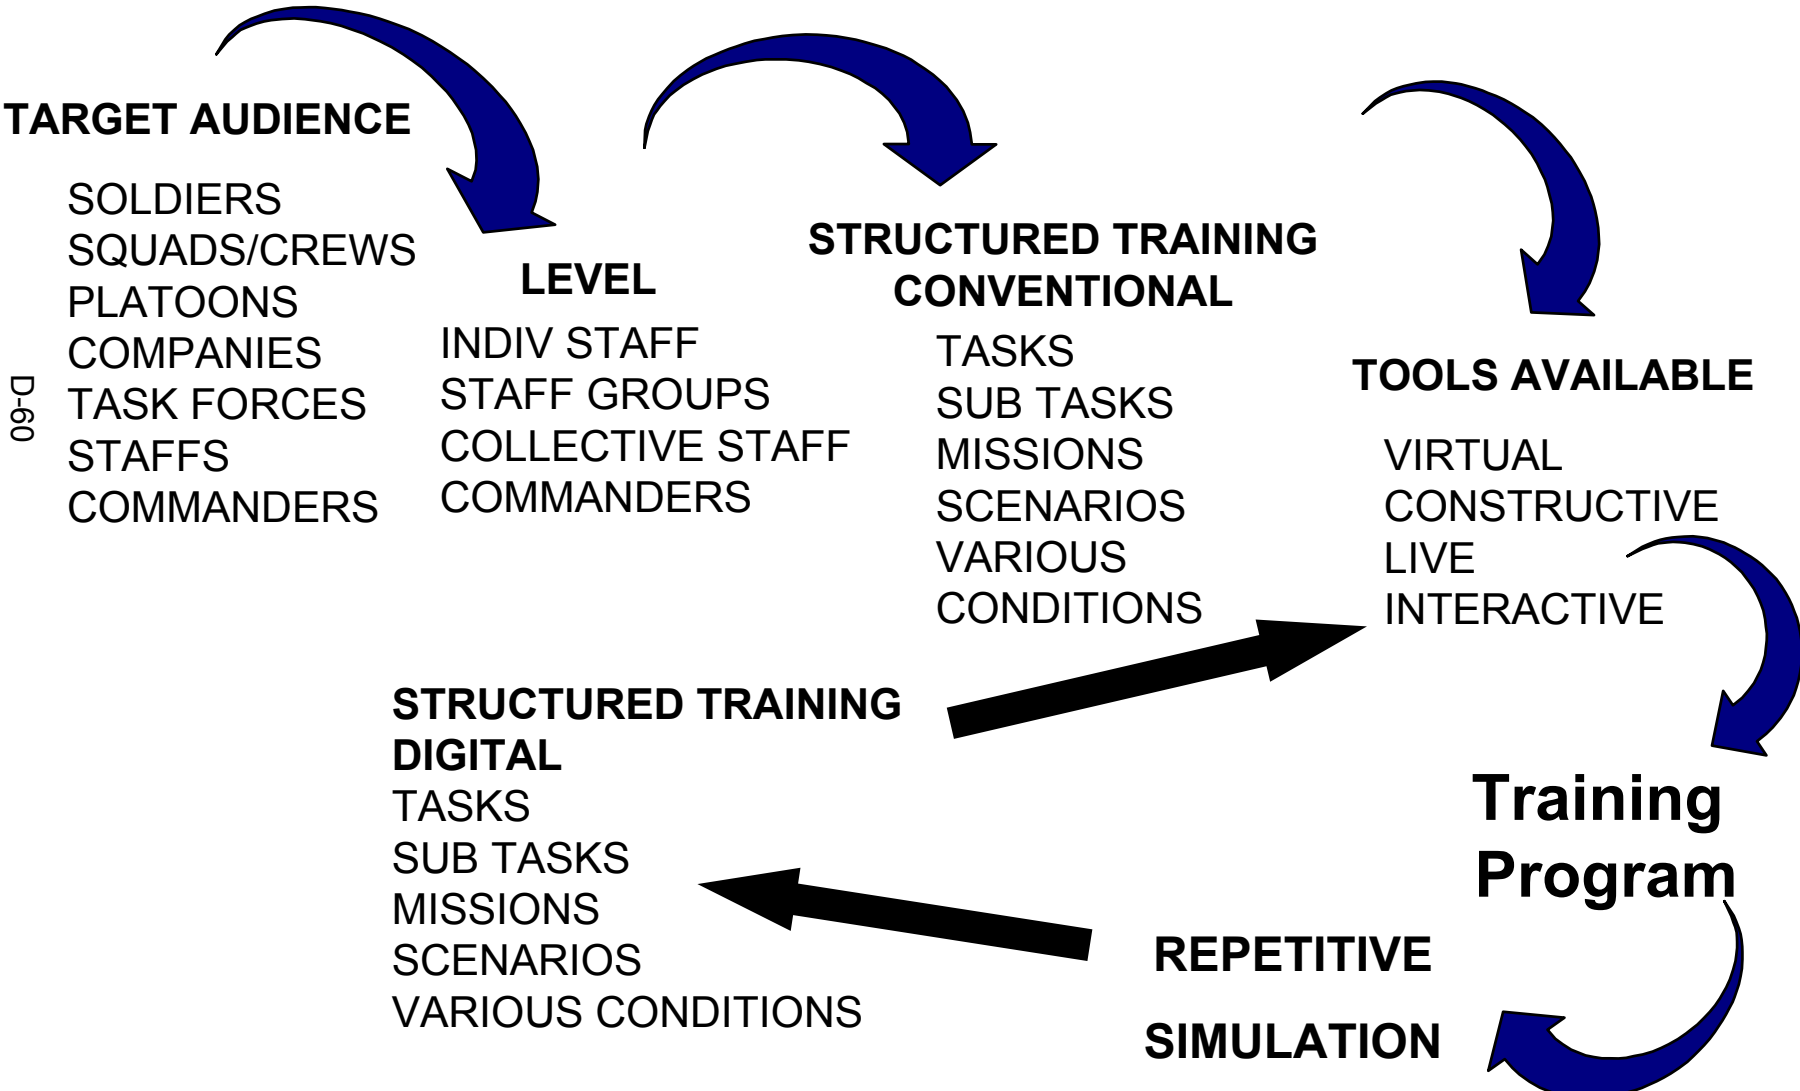 TARGET AUDIENCE
SOLDIERS
SQUADS/CREWS
PLATOONS
COMPANIES
TASK FORCES
STAFFS
COMMANDERS
D-60
LEVEL
INDIV STAFF
STAFF GROUPS
COLLECTIVE STAFF
COMMANDERS
STRUCTURED TRAINING
CONVENTIONAL
TASKS
SUB TASKS
MISSIONS
SCENARIOS
VARIOUS
CONDITIONS
TOOLS AVAILABLE
VIRTUAL
CONSTRUCTIVE
LIVE
INTERACTIVE
Training
Program
REPETITIVE
SIMULATION
STRUCTURED TRAINING
DIGITAL
TASKS
SUB TASKS
MISSIONS
SCENARIOS
VARIOUS CONDITIONS